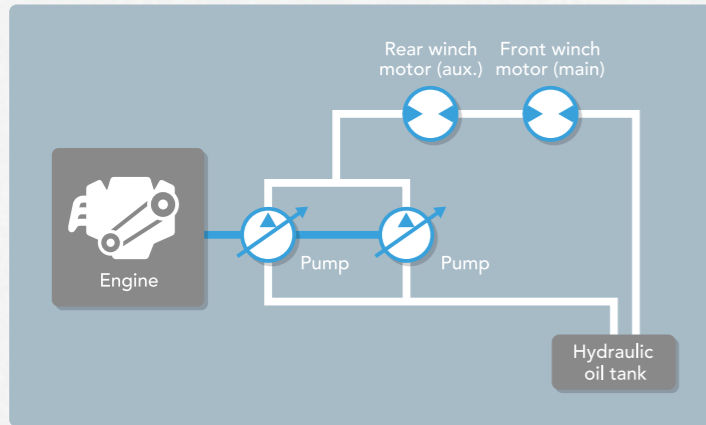 Rear winch
motor (aux.)
Front winch
motor (main)
Engine
Pump
Pump
Hydraulic
oil tank